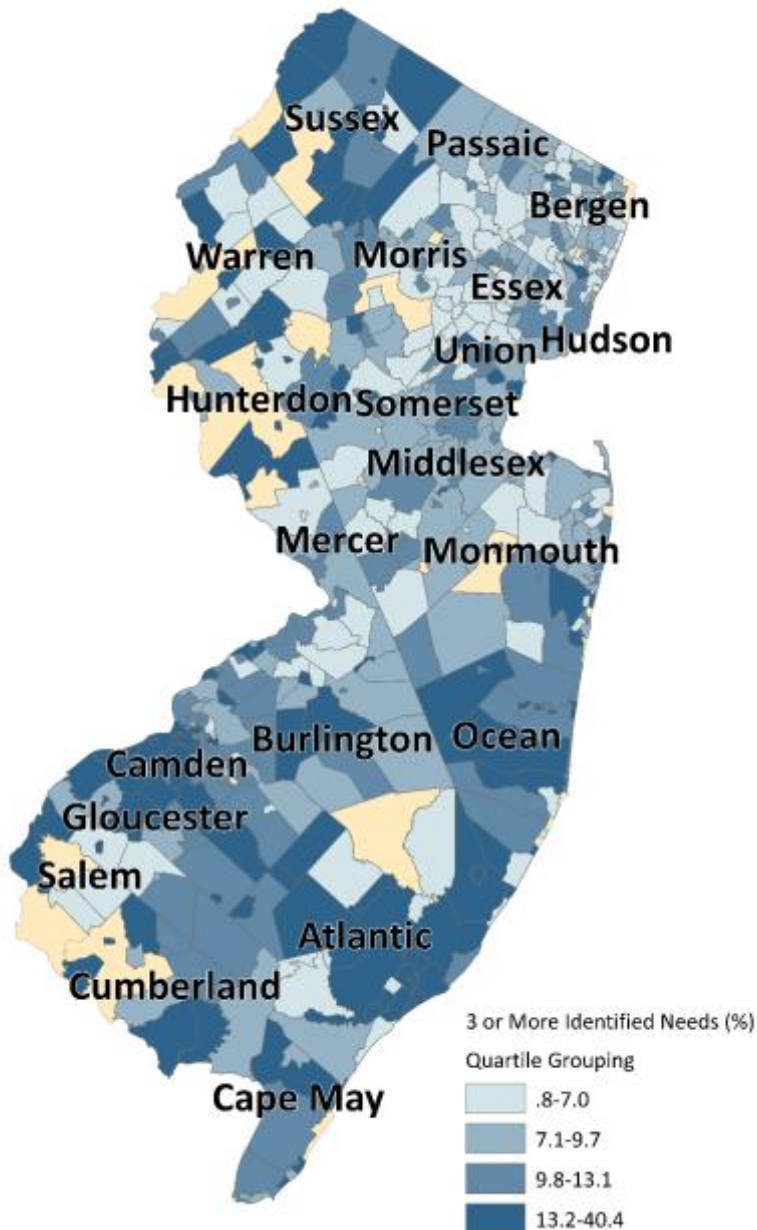 Sussex
Passaic
Bergen
Warren
Morris
Essex
Hudson
Union
Hunterdon
Somerset
Middlesex
Mercer
Monmouth
Burlington
Ocean
Camden
Gloucester
Salem
Atlantic
Cumberland
Cape May
3 or More Identified Needs (%)
Quartile Grouping
.8-7.0
7.1-9.7
9.8-13.1
13.2-40.4